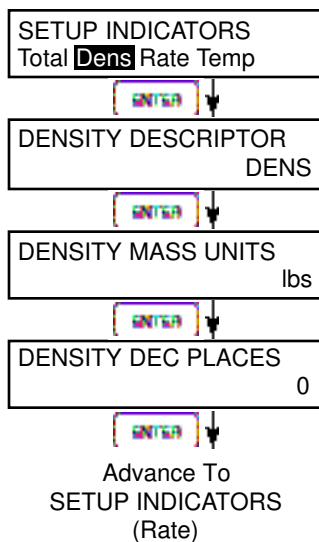 SETUP INDICATORS
Total Dens Rate Temp
ENTER
DENSITY DESCRIPTOR
DENS
ENTER
DENSITY MASS UNITS
lbs
ENTER
DENSITY DEC PLACES
0
ENTER
Advance To
SETUP INDICATORS
(Rate)